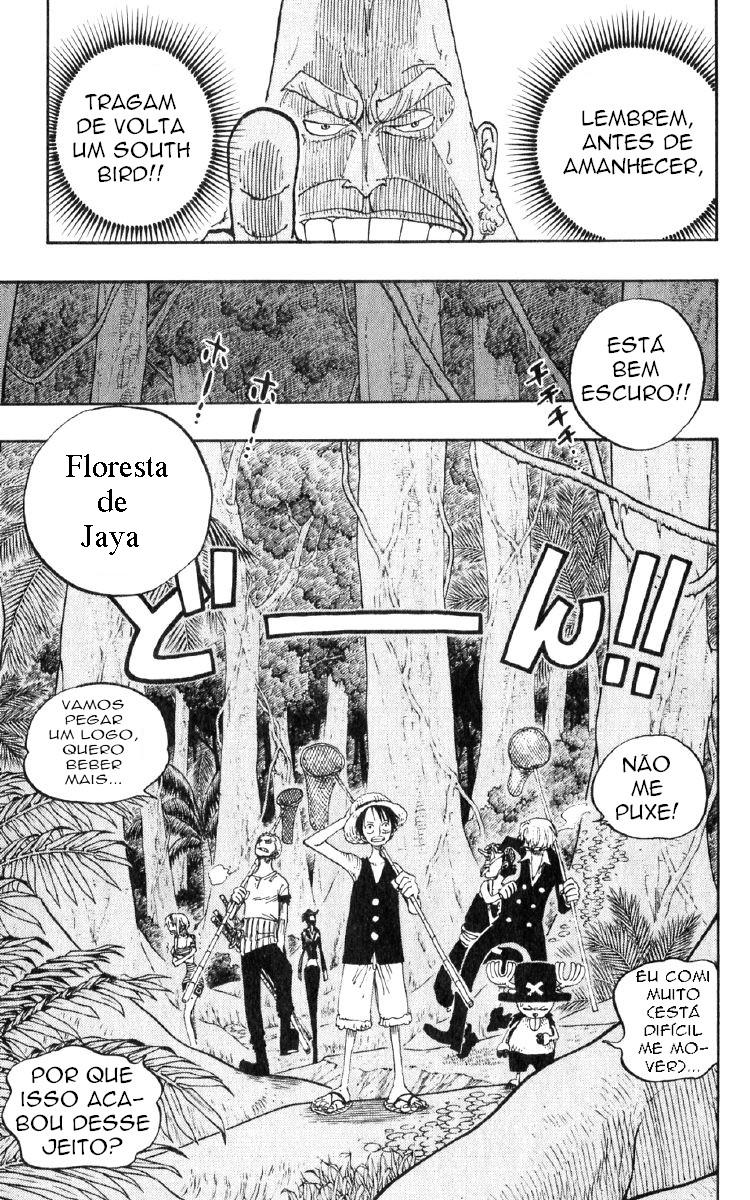 LEMBREM,
ANTES DE
AMANHECER,
TRAGAM
DE VOLTA
UM SOUTH
BIRD!!
ESTÁ
BEM
ESCURO!!
チチチチ…
ホ…
ホ…
Floresta
de
Jaya
どーん!!
NÃO
ME
PUXE!
VAMOS
PEGAR
UM LOGO,
QUERO
BEBER
MAIS...
EU COMI
MUITO
(ESTÁ
DIFÍCIL
ME MO-
VER)...
POR QUE
ISSO ACA-
BOU DESSE
JEITO?